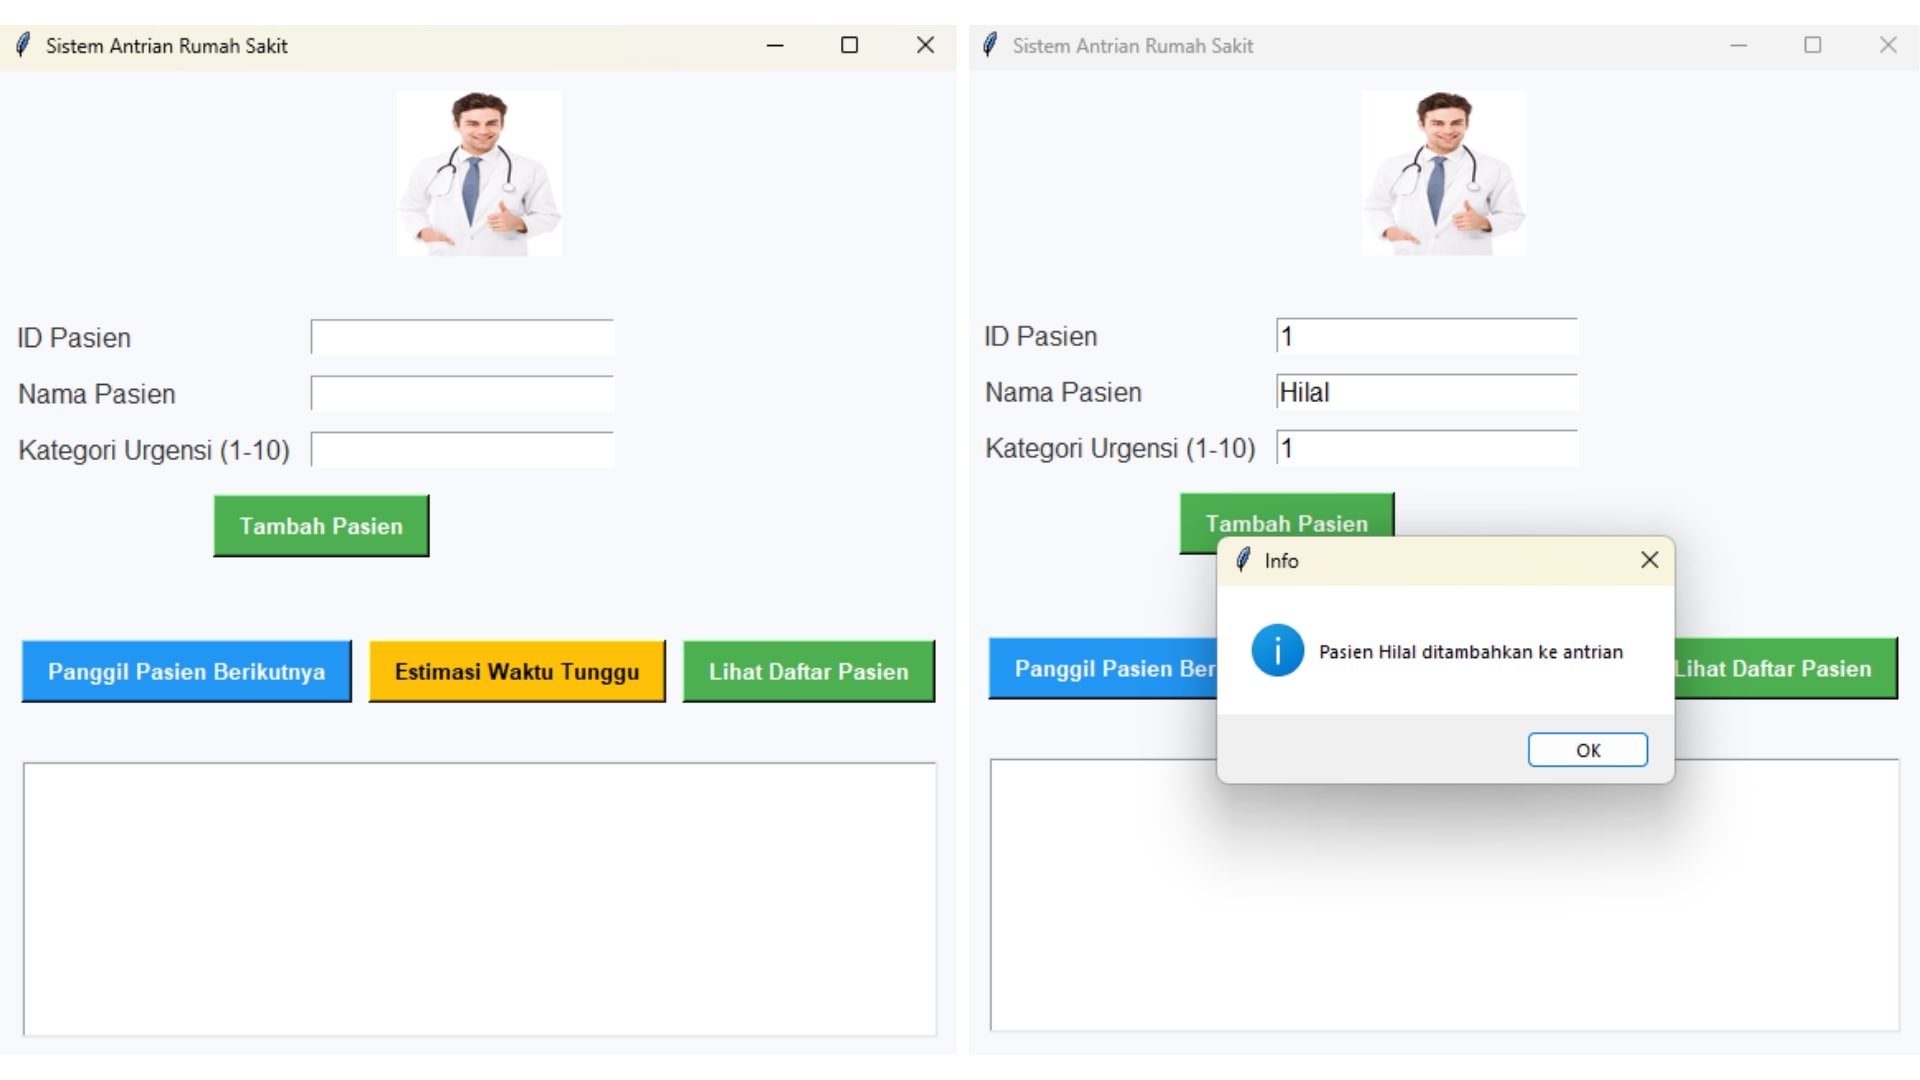 Sistem Antrian Rumah Sakit
ID Pasien
Nama Pasien
Kategori Urgensi (1-10)
Tambah Pasien
Panggil Pasien Berikutnya
Estimasi Waktu Tunggu
Lihat Daftar Pasien
Sistem Antrian Rumah Sakit
ID Pasien 1
Nama Pasien Hilal
Kategori Urgensi (1-10) 1
Tambah Pasien
Info
Pasien Hilal ditambahkan ke antrian
OK
Panggil Pasien Ber
Lihat Daftar Pasien